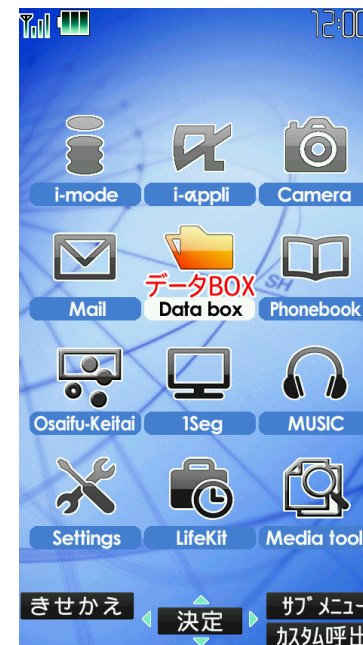 12:00
i-mode
i-αppli
Camera
データBOX
Mail
Data box
Phonebook
Osaifu-Keitai
1Seg
MUSIC
Settings
LifeKit
Media tool
きせかえ
決定
サブメニュー
カスタム呼出
SH